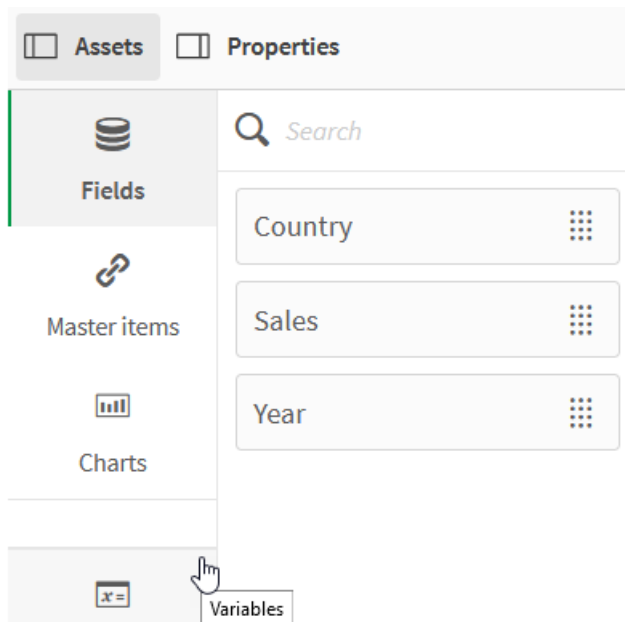 Assets
Properties
Fields
Search
Country
Master items
Sales
Year
Charts
x=
Variables